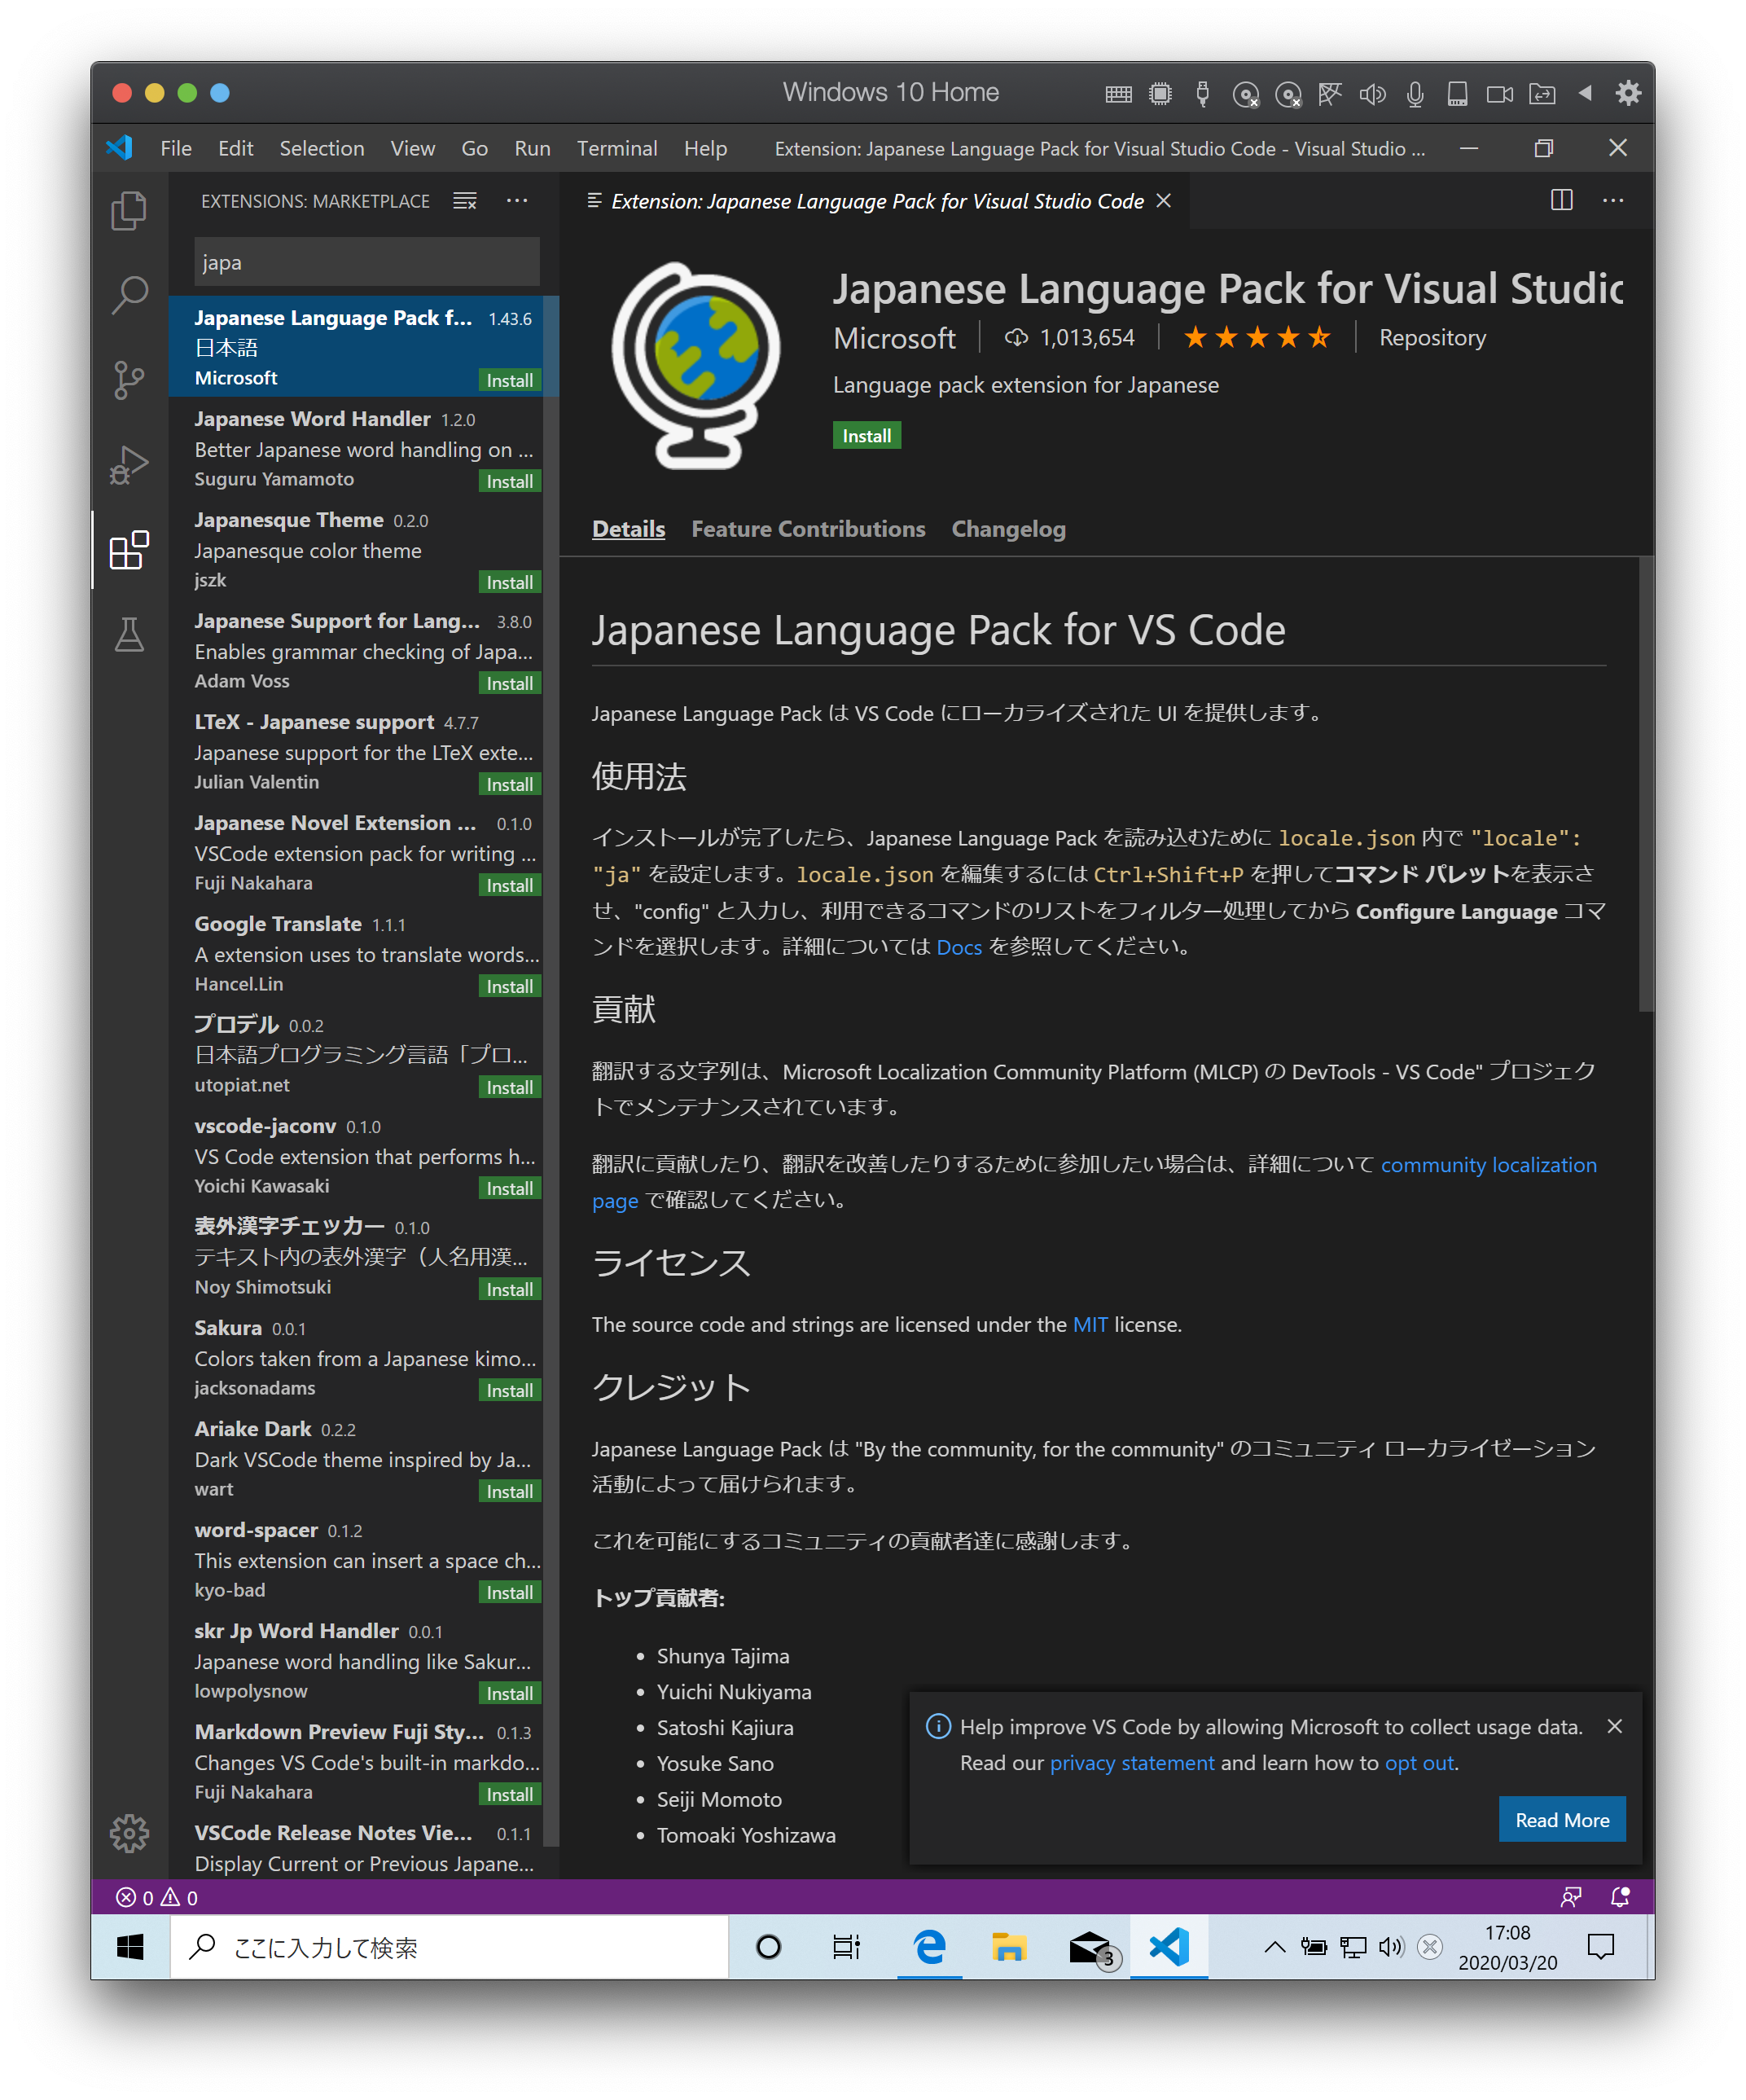 Windows 10 Home
File Edit Selection View Go Run Terminal Help Extension: Japanese Language Pack for Visual Studio Code - Visual Studio ...
EXTENSIONS: MARKETPLACE
japa
Japanese Language Pack f... 1.43.6
日本語
Microsoft Install
Japanese Word Handler 1.2.0
Better Japanese word handling on ...
Suguru Yamamoto Install
Japanesque Theme 0.2.0
Japanesque color theme
jszk Install
Japanese Support for Lang... 3.8.0
Enables grammar checking of Japa...
Adam Voss Install
LTeX - Japanese support 4.7.7
Japanese support for the LTeX exte...
Julian Valentin Install
Japanese Novel Extension ... 0.1.0
VSCode extension pack for writing ...
Fuji Nakahara Install
Google Translate 1.1.1
A extension uses to translate words...
Hancel.Lin Install
プロデル 0.0.2
日本語プログラミング言語「プロ...
utopiat.net Install
vscode-jaconv 0.1.0
VS Code extension that performs h...
Yoichi Kawasaki Install
表外漢字チェッカー 0.1.0
テキスト内の表外漢字（人名用漢...
Noy Shimotsuki Install
Sakura 0.0.1
Colors taken from a Japanese kimo...
jacksonadams Install
Ariake Dark 0.2.2
Dark VSCode theme inspired by Ja...
wart Install
word-spacer 0.1.2
This extension can insert a space ch...
kyo-bad Install
skr Jp Word Handler 0.0.1
Japanese word handling like Sakur...
lowpolysnow Install
Markdown Preview Fuji Sty... 0.1.3
Changes VS Code's built-in markdo...
Fuji Nakahara Install
VSCode Release Notes Vie... 0.1.1
Display Current or Previous Japane...
Extension: Japanese Language Pack for Visual Studio Code
Japanese Language Pack for Visual Studic
Microsoft 1,013,654 Repository
Language pack extension for Japanese
Install
Details Feature Contributions Changelog
Japanese Language Pack for VS Code
Japanese Language Pack は VS Code にローカライズされた UI を提供します。
使用法
インストールが完了したら、Japanese Language Pack を読み込むために locale.json 内で "locale":
"ja" を設定します。locale.json を編集するには Ctrl+Shift+P を押してコマンド パレットを表示さ
せ、"config" と入力し、利用できるコマンドのリストをフィルター処理してから Configure Language コマ
ンドを選択します。詳細については Docs を参照してください。
貢献
翻訳する文字列は、Microsoft Localization Community Platform (MLCP) の DevTools - VS Code" プロジェク
トでメンテナンスされています。
翻訳に貢献したり、翻訳を改善したりするために参加したい場合は、詳細について community localization
page で確認してください。
ライセンス
The source code and strings are licensed under the MIT license.
クレジット
Japanese Language Pack は "By the community, for the community" のコミュニティ ローカライゼーション
活動によって届けられます。
これを可能にするコミュニティの貢献者達に感謝します。
トップ貢献者:
Shunya Tajima
Yuichi Nukiyama
Satoshi Kajiura
Yosuke Sano
Seiji Momoto
Tomoaki Yoshizawa
Help improve VS Code by allowing Microsoft to collect usage data.
Read our privacy statement and learn how to opt out.
Read More
0 0
ここに入力して検索
3
17:08
2020/03/20